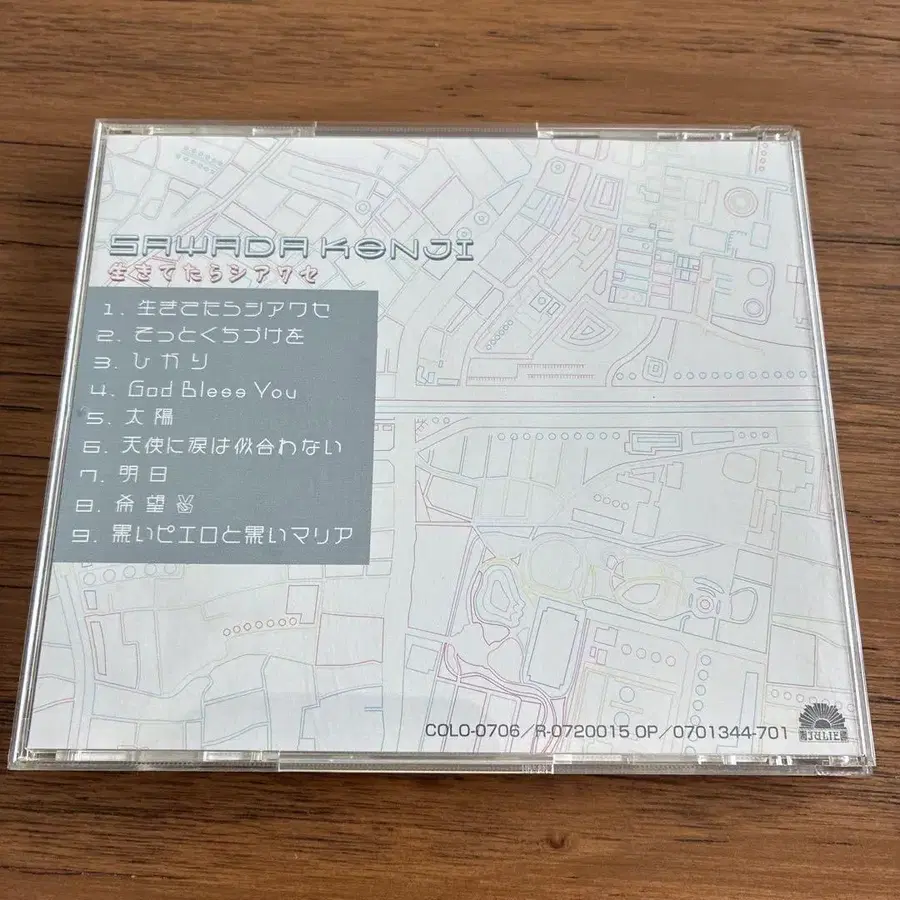 SAWADA KENJI
生きてたらシアワセ
1. 生きてたらシアワセ
2. そっとくちづけを
3. ひかり
4. God Bless You
5. 太陽
6. 天使に涙は似合わない
7. 明日
8. 希望✌
9. 黒いピエロと黒いマリア
COLO-0706/R-0720015 OP/0701344-701
JULIE